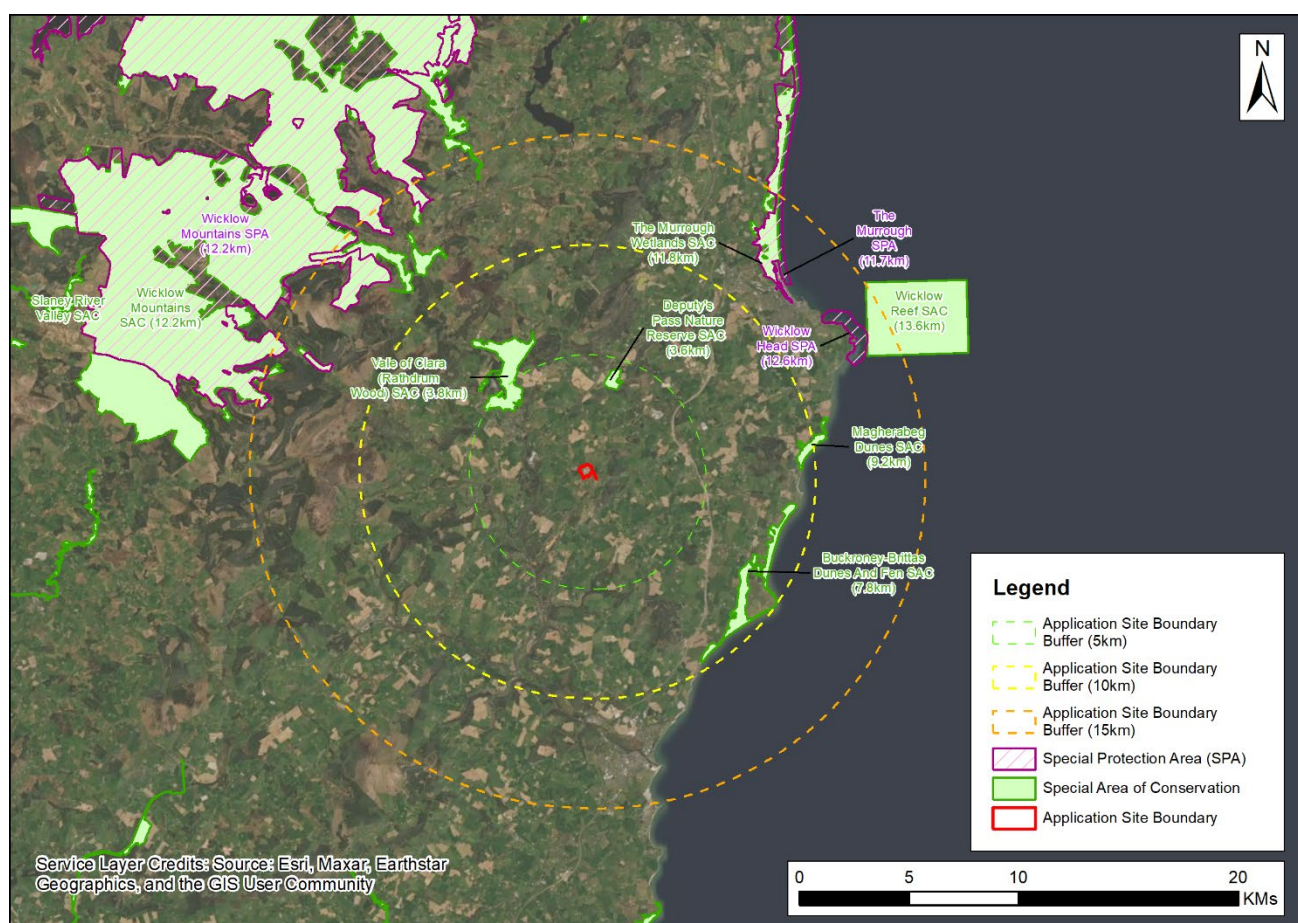 N
The Murrough
Wetlands SAC
(11.8km)
The
Murrough
SPA
(11.7km)
Wicklow
Mountains SPA
(12.2km)
Slaney River
Valley SAC
Wicklow
Mountains
SAC (12.2km)
Deputy's
Pass Nature
Reserve SAC
(3.6km)
Wicklow
Reef SAC
(13.6km)
Wicklow
Head SPA
(12.6km)
Vale of Clara
(Rathdrum
Wood) SAC (3.8km)
Magherabeg
Dunes SAC
(9.2km)
Buckroney-Brittas
Dunes And Fen SAC
(7.8km)
Legend
Application Site Boundary
Buffer (5km)
Application Site Boundary
Buffer (10km)
Application Site Boundary
Buffer (15km)
Special Protection Area (SPA)
Special Area of Conservation
Application Site Boundary
Service Layer Credits: Source: Esri, Maxar, Earthstar
Geographics, and the GIS User Community
0 5 10 20
KMs